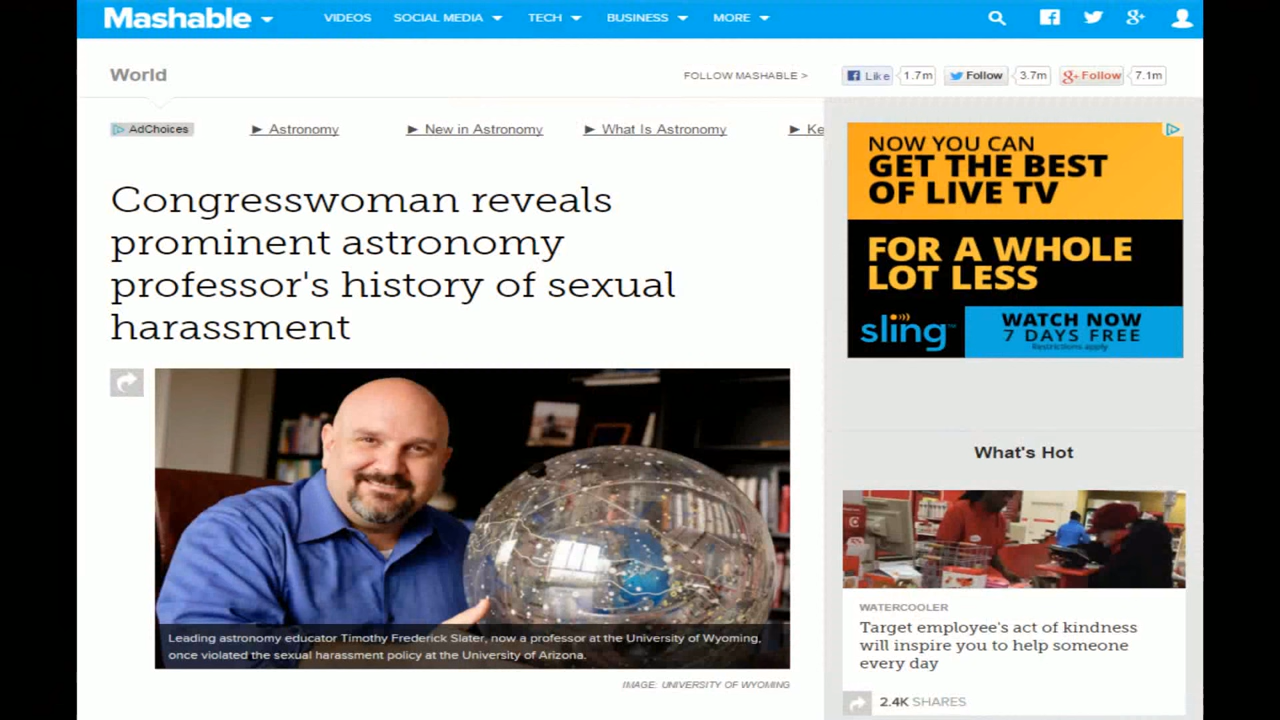 Mashable
VIDEOS SOCIAL MEDIA TECH BUSINESS MORE
World
FOLLOW MASHABLE >
Like 1.7m Follow 3.7m g+ Follow 7.1m
AdChoices
► Astronomy
► New in Astronomy
► What Is Astronomy
► Ke
Congresswoman reveals
prominent astronomy
professor's history of sexual
harassment
Leading astronomy educator Timothy Frederick Slater, now a professor at the University of Wyoming,
once violated the sexual harassment policy at the University of Arizona.
IMAGE: UNIVERSITY OF WYOMING
NOW YOU CAN
GET THE BEST
OF LIVE TV
FOR A WHOLE
LOT LESS
sling
WATCH NOW
7 DAYS FREE
Restrictions apply
What's Hot
WATERCOOLER
Target employee's act of kindness
will inspire you to help someone
every day
2.4K SHARES